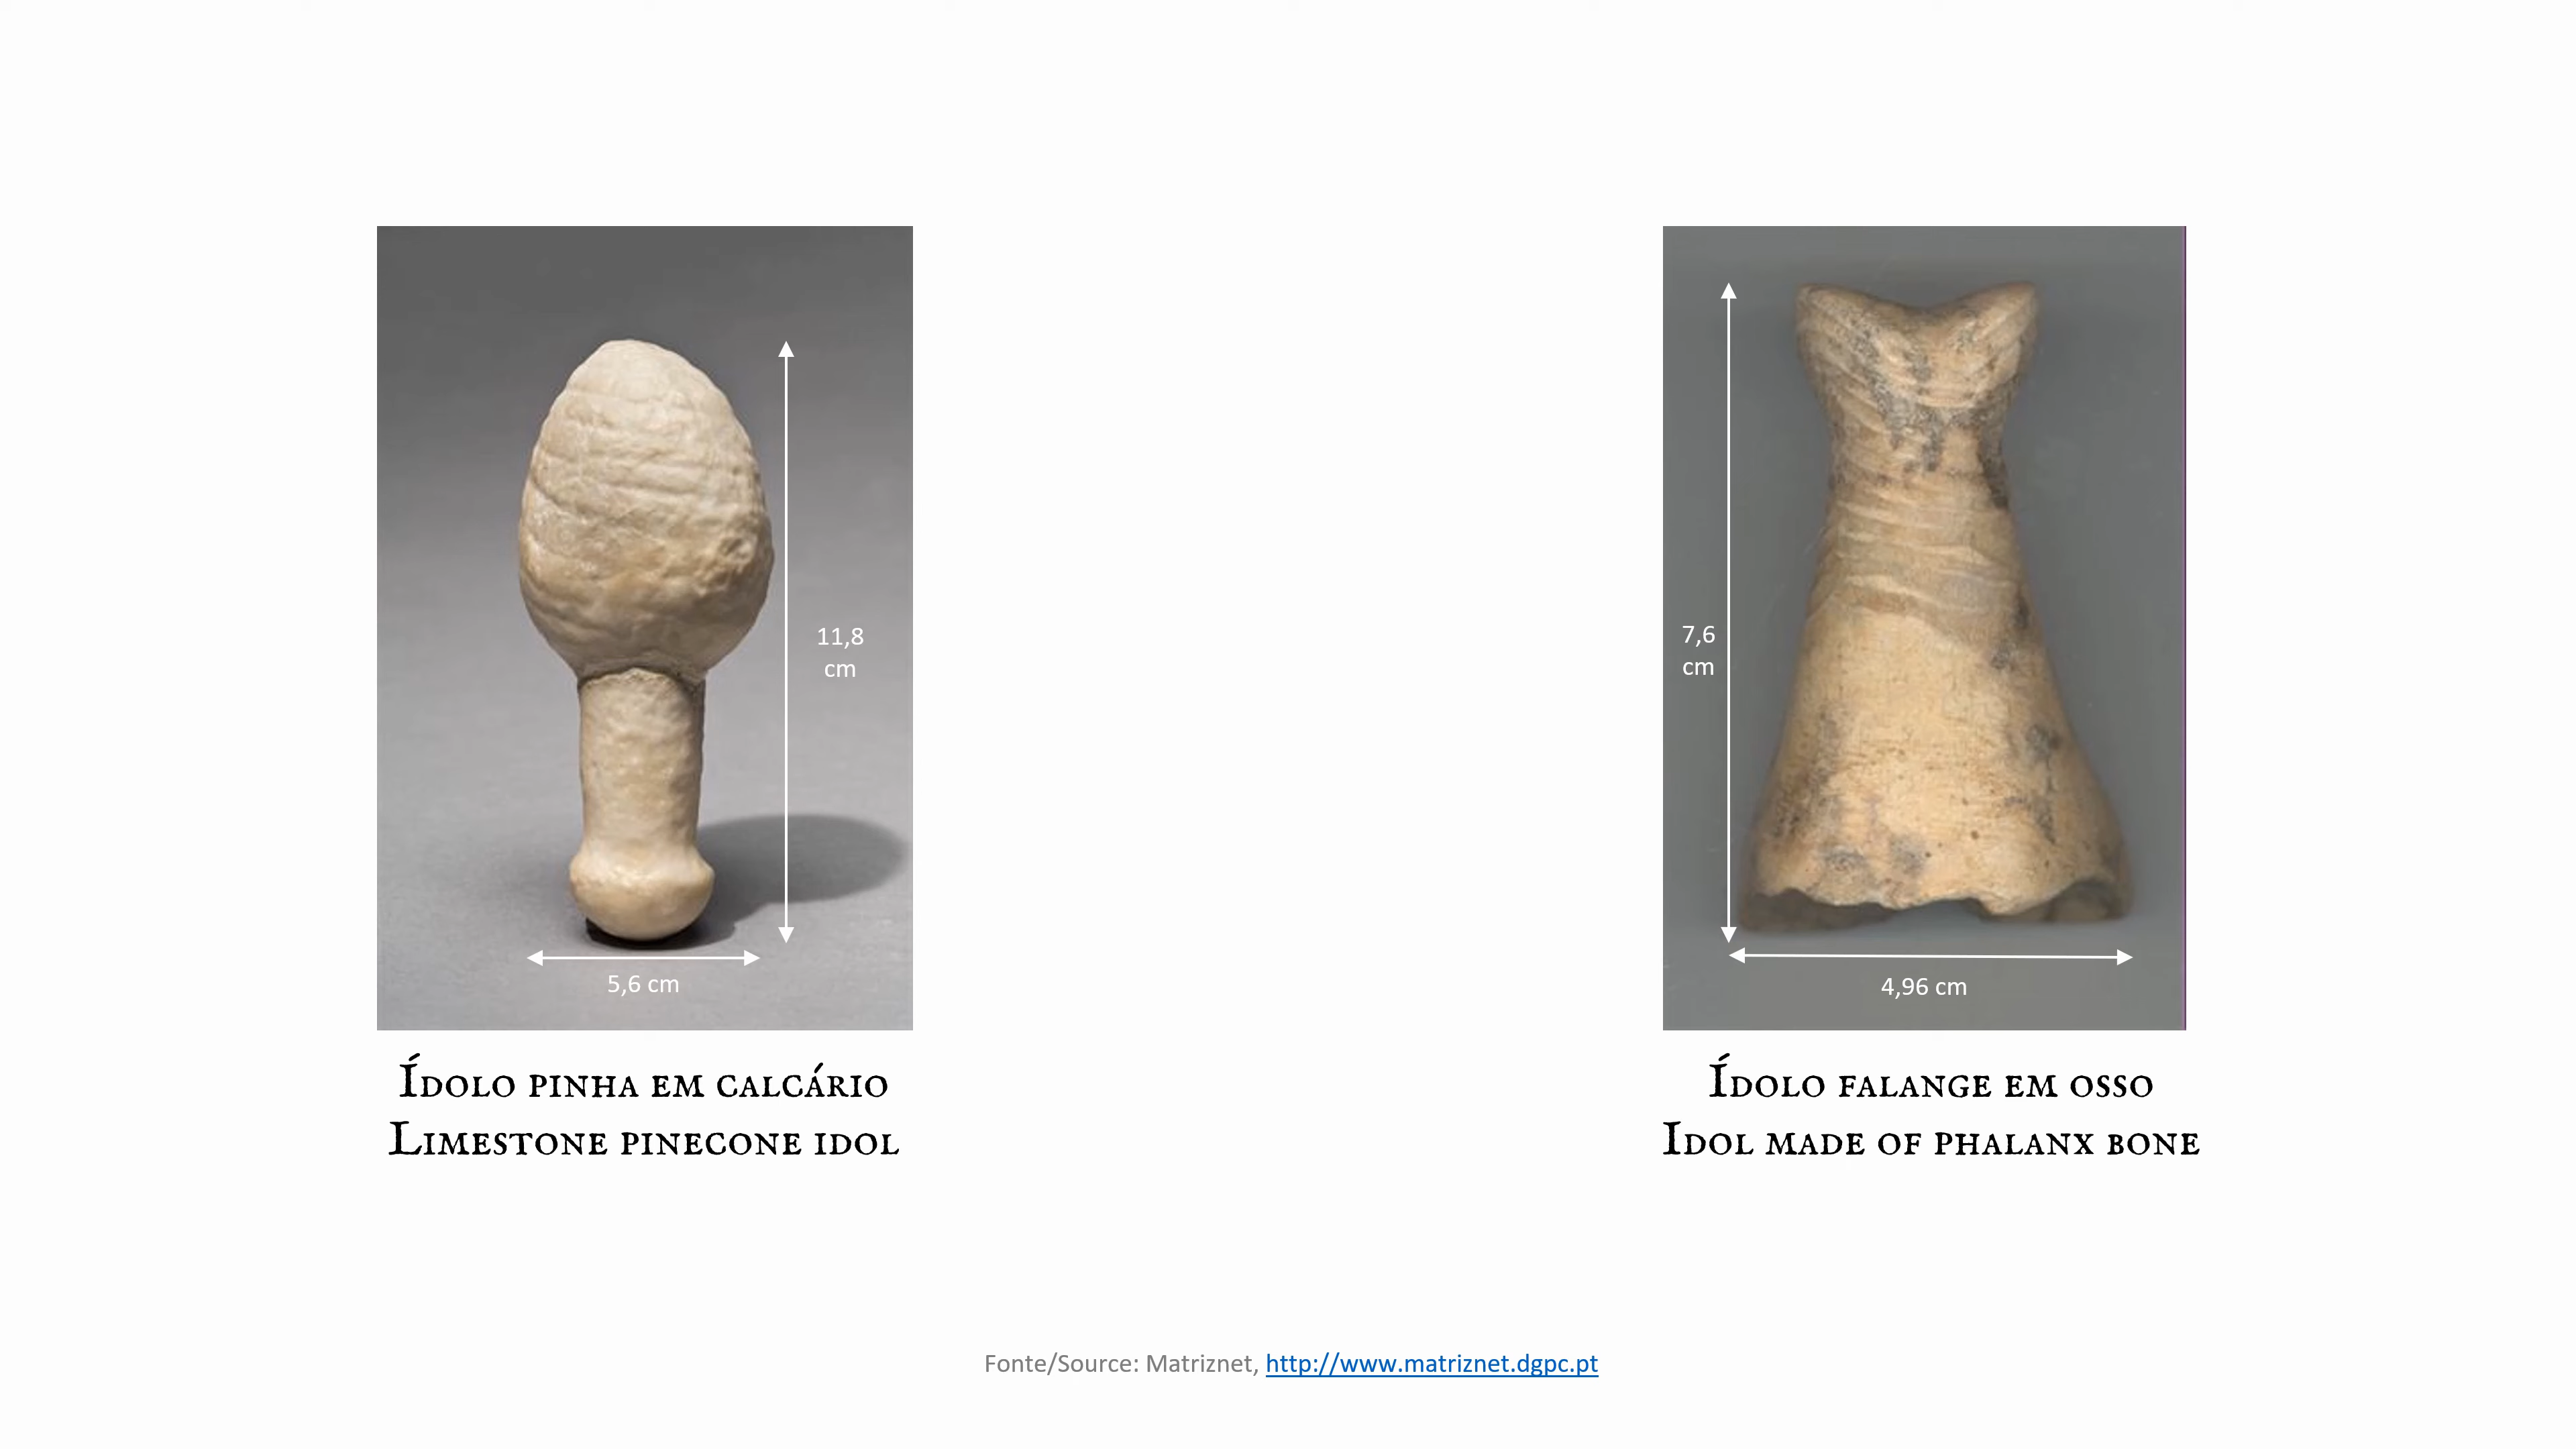 11,8
cm
5,6 cm
Ídolo pinha em calcário
Limestone pinecone idol
7,6
cm
4,96 cm
Ídolo falange em osso
Idol made of phalanx bone
Fonte/Source: Matriznet, http://www.matriznet.dgpc.pt